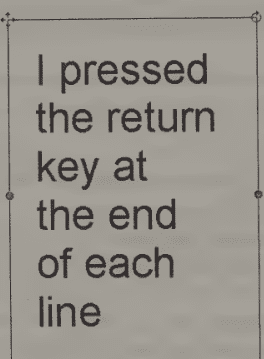 I pressed
the return
key at
the end
of each
line